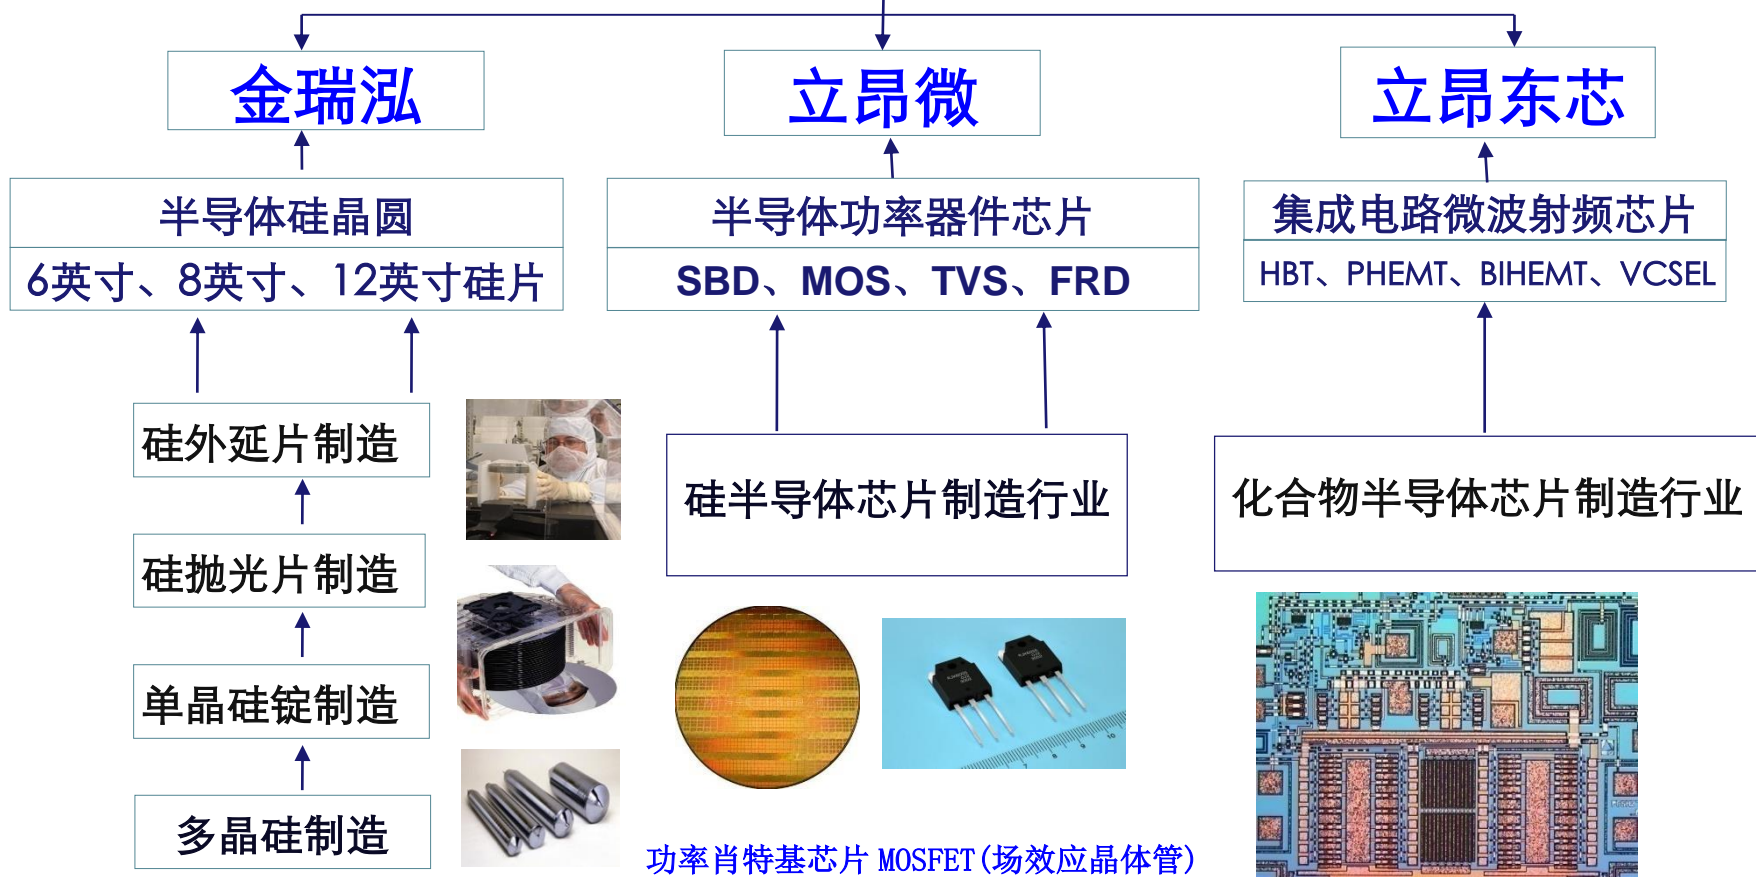 金瑞泓
立昂微
立昂东芯
半导体硅晶圆
6英寸、8英寸、12英寸硅片
半导体功率器件芯片
SBD、MOS、TVS、FRD
集成电路微波射频芯片
HBT、PHEMT、BIHEMT、VCSEL
硅外延片制造
硅抛光片制造
单晶硅锭制造
多晶硅制造
硅半导体芯片制造行业
化合物半导体芯片制造行业
功率肖特基芯片 MOSFET(场效应晶体管)